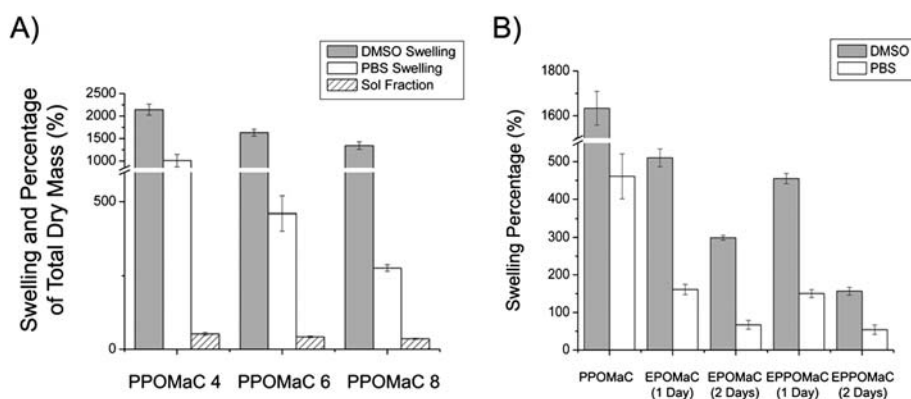 A)
DMSO Swelling
PBS Swelling
Sol Fraction
Swelling and Percentage
of Total Dry Mass (%)
2500
2000
1500
1000
500
0
PPOMaC 4
PPOMaC 6
PPOMaC 8
B)
DMSO
PBS
Swelling Percentage (%)
1800
1600
500
400
300
200
150
100
50
0
PPOMaC
EPOMaC
(1 Day)
EPOMaC
(2 Days)
EPPOMaC
(1 Day)
EPPOMaC
(2 Days)